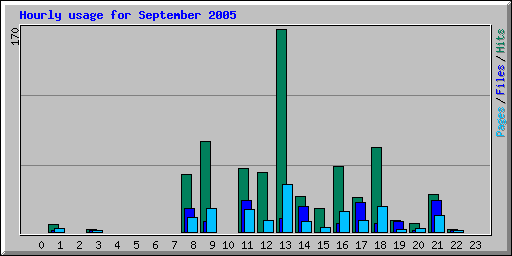 Hourly usage for September 2005
170
Pages/Files/Hits
0 1 2 3 4 5 6 7 8 9 10 11 12 13 14 15 16 17 18 19 20 21 22 23